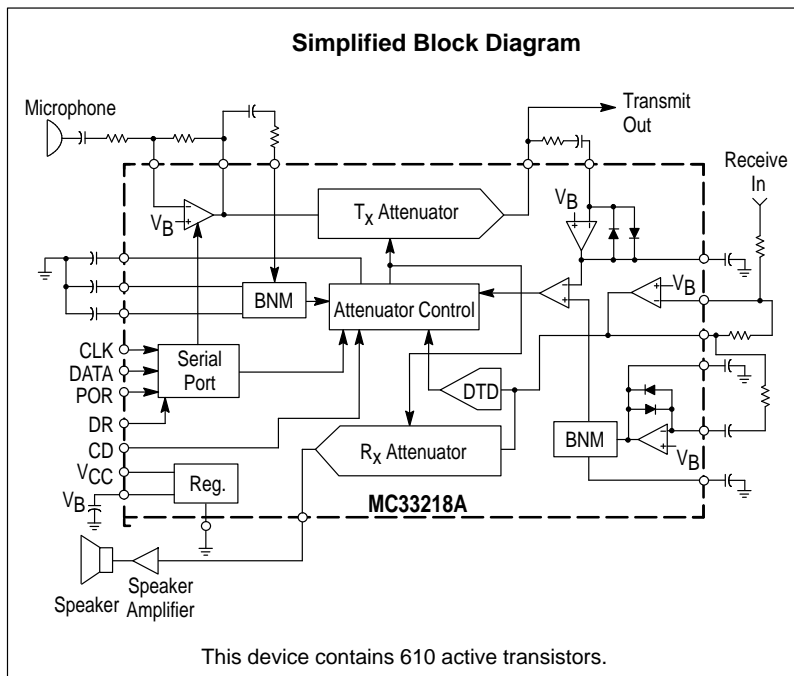 Simplified Block Diagram
Microphone
Transmit
Out
Receive
In
VB
Tx Attenuator
VB
VB
BNM
Attenuator Control
CLK
DATA
POR
Serial
Port
DR
CD
DTD
Rx Attenuator
BNM
VB
VCC
VB
Reg.
MC33218A
Speaker
Speaker
Amplifier
This device contains 610 active transistors.